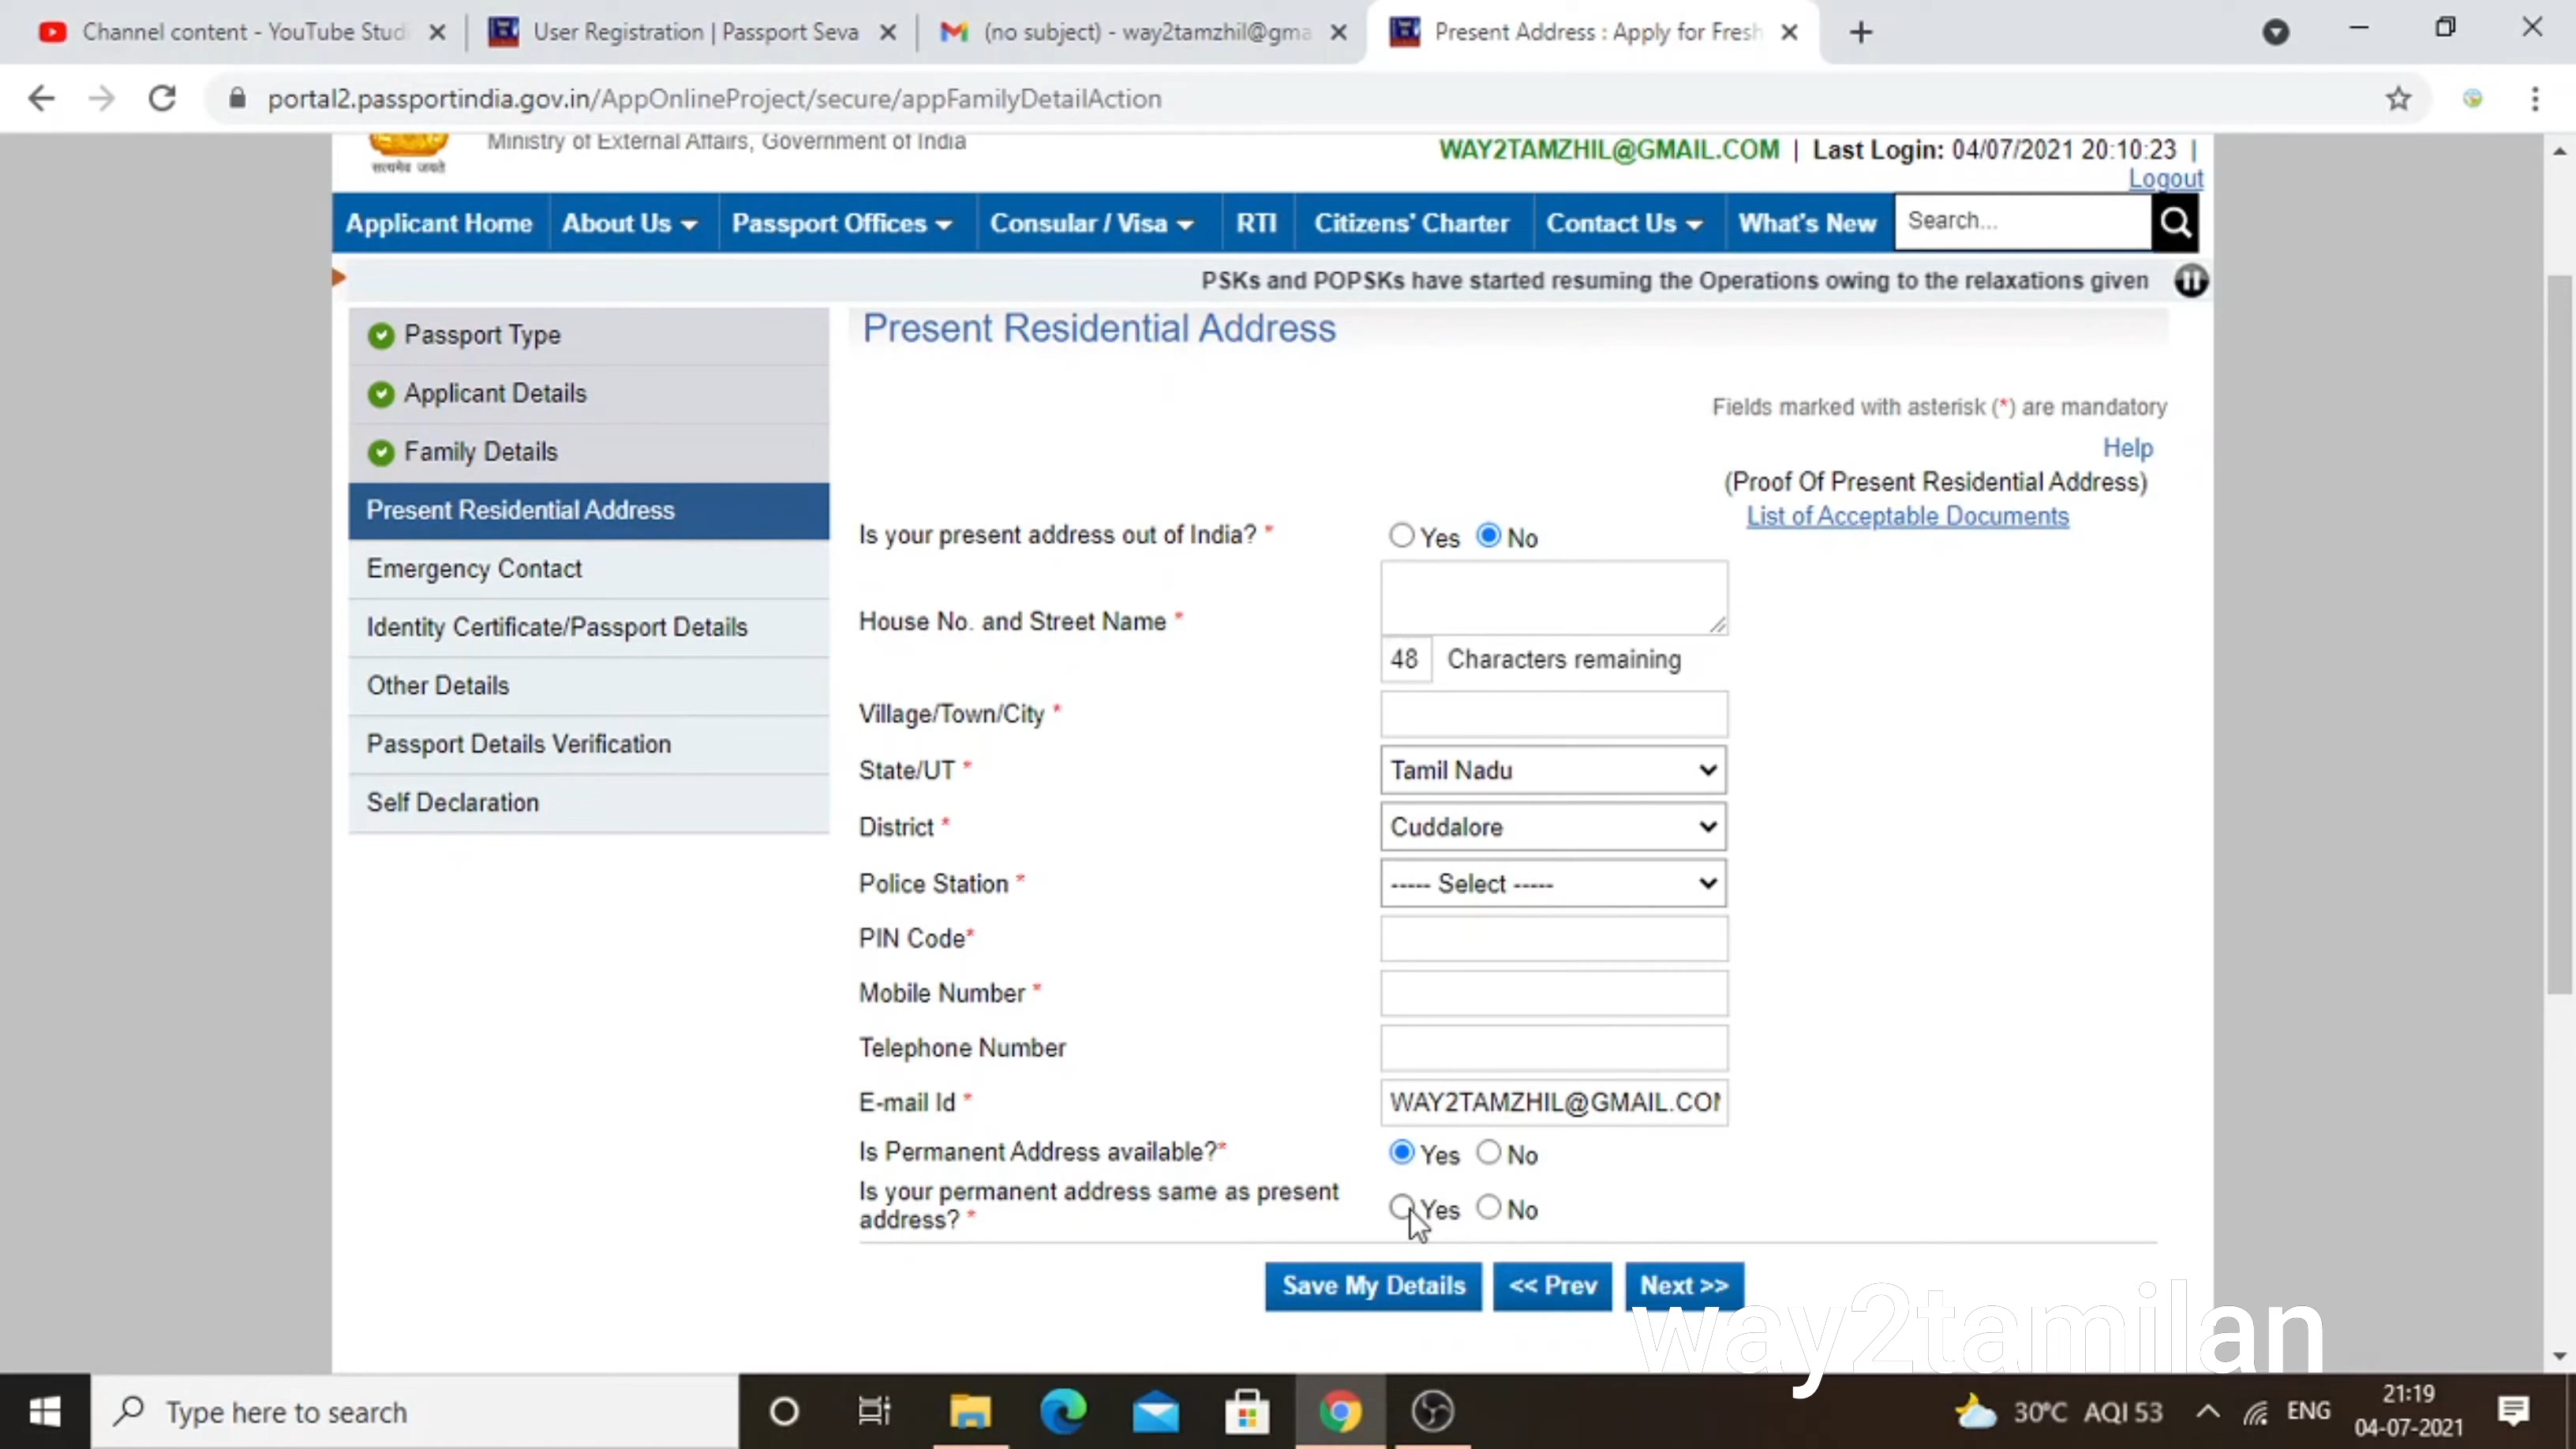 Channel content - YouTube Stud
User Registration | Passport Seva
(no subject) - way2tamzhil@gma
Present Address : Apply for Fresh
portal2.passportindia.gov.in/AppOnlineProject/secure/appFamilyDetailAction
सत्यमेव जयते
Ministry of External Affairs, Government of India
WAY2TAMZHIL@GMAIL.COM | Last Login: 04/07/2021 20:10:23 |
Logout
Applicant Home About Us Passport Offices Consular / Visa RTI Citizens' Charter Contact Us What's New Search...
PSKs and POPSKs have started resuming the Operations owing to the relaxations given
Passport Type
Applicant Details
Family Details
Present Residential Address
Emergency Contact
Identity Certificate/Passport Details
Other Details
Passport Details Verification
Self Declaration
Present Residential Address
Fields marked with asterisk (*) are mandatory
Help
(Proof Of Present Residential Address)
List of Acceptable Documents
Is your present address out of India? * Yes No
House No. and Street Name *
48 Characters remaining
Village/Town/City *
State/UT * Tamil Nadu
District * Cuddalore
Police Station * ----- Select -----
PIN Code*
Mobile Number *
Telephone Number
E-mail Id * WAY2TAMZHIL@GMAIL.COM
Is Permanent Address available?* Yes No
Is your permanent address same as present
address? * Yes No
Save My Details << Prev Next >>
way2tamilan
Type here to search
30°C AQI 53 ENG
21:19
04-07-2021